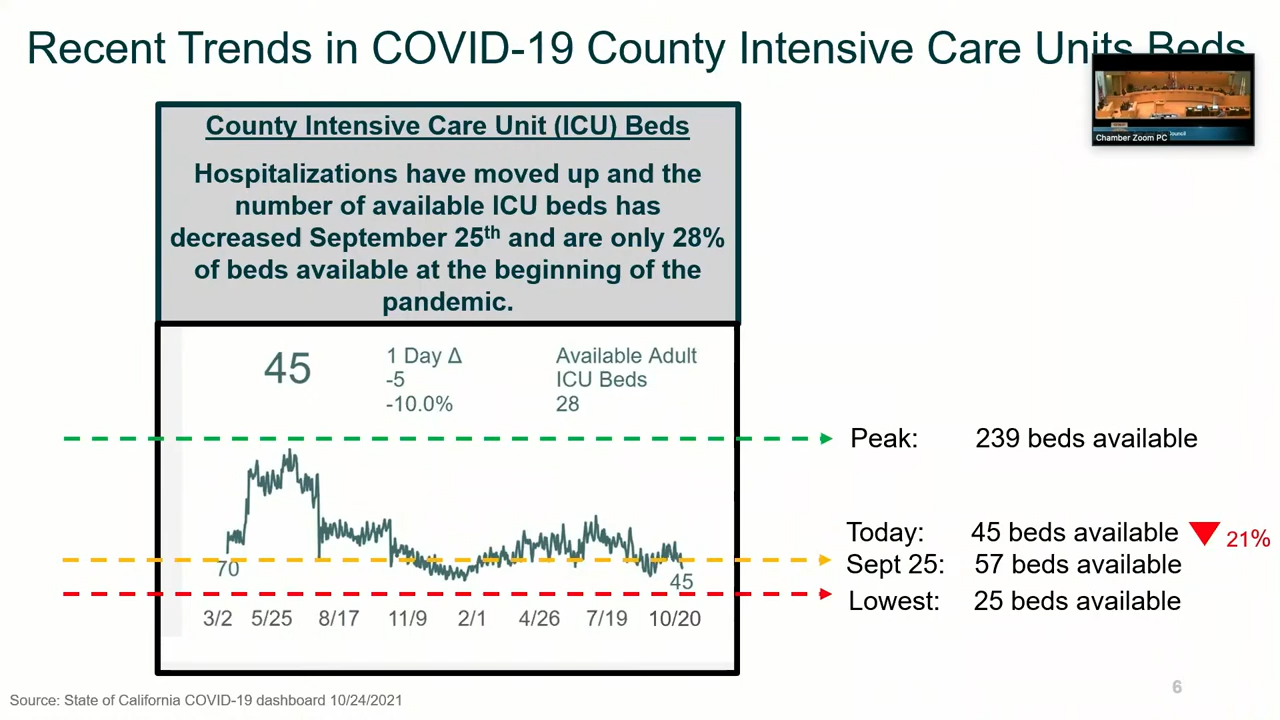 Recent Trends in COVID-19 County Intensive Care Units Beds
Chamber Zoom PC
County Intensive Care Unit (ICU) Beds
Hospitalizations have moved up and the
number of available ICU beds has
decreased September 25th and are only 28%
of beds available at the beginning of the
pandemic.
45
1 Day Δ
-5
-10.0%
Available Adult
ICU Beds
28
Peak: 239 beds available
Today: 45 beds available 21%
Sept 25: 57 beds available
Lowest: 25 beds available
70
45
3/2 5/25 8/17 11/9 2/1 4/26 7/19 10/20
Source: State of California COVID-19 dashboard 10/24/2021
6